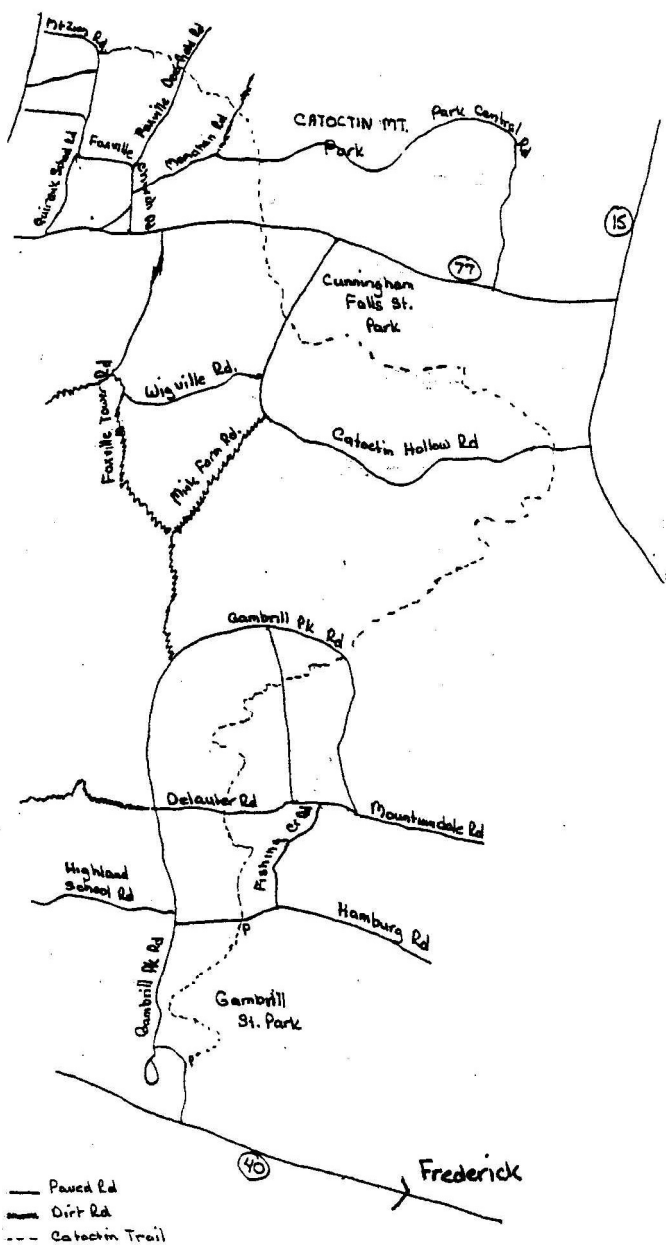 Mt Zion Rd
Foxville Deerfield Rd
Quirauk School Rd
Foxville
Church Rd
Manahan Rd
CATOCTIN MT.
Park
Park Central
Rd
15
77
Cunningham
Falls St.
Park
Foxville Tower Rd
Wigville Rd.
Mink Farm Rd.
Catoctin Hollow Rd
Gambrill Pk Rd
Delauter Rd
Mountaindale Rd
Fishing Cr Rd
Highland
School Rd
Hamburg Rd
P
Gambrill Pk Rd
Gambrill
St. Park
P
40
Frederick
Paved Rd
Dirt Rd
Catoctin Trail